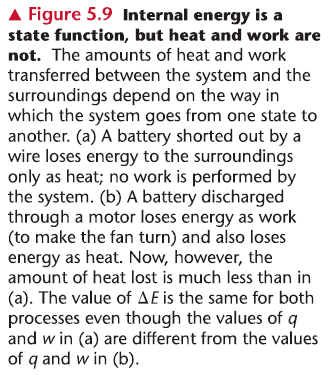 ▲ Figure 5.9 Internal energy is a
state function, but heat and work are
not. The amounts of heat and work
transferred between the system and the
surroundings depend on the way in
which the system goes from one state to
another. (a) A battery shorted out by a
wire loses energy to the surroundings
only as heat; no work is performed by
the system. (b) A battery discharged
through a motor loses energy as work
(to make the fan turn) and also loses
energy as heat. Now, however, the
amount of heat lost is much less than in
(a). The value of ΔE is the same for both
processes even though the values of q
and w in (a) are different from the values
of q and w in (b).